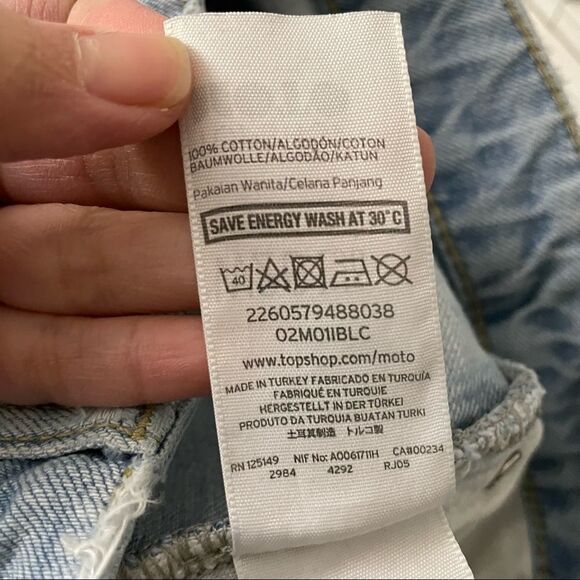 100% COTTON/ALGODÓN/COTON
BAUMWOLLE/ALGODÃO/KATUN
Pakaian Wanita/Celana Panjang
SAVE ENERGY WASH AT 30°C
40
2260579488038
02M01IBLC
www.topshop.com/moto
MADE IN TURKEY FABRICADO EN TURQUÍA
FABRIQUÉ EN TURQUIE
HERGESTELLT IN DER TÜRKEI
PRODUTO DA TURQUIA BUATAN TURKI
土耳其制造 トルコ製
RN 125149 NIF No: A0061711H CA#00234
2984 4292 RJ05